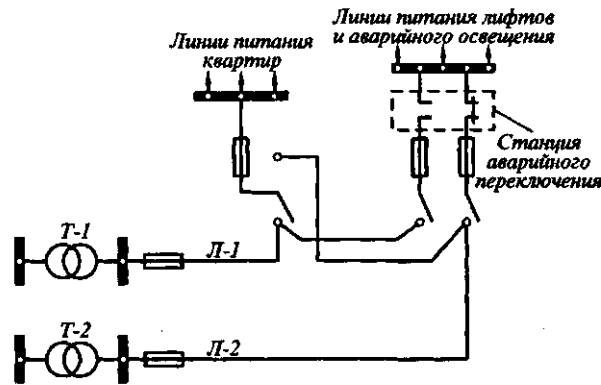 Линии питания
квартир
Линии питания лифтов
и аварийного освещения
Станция
аварийного
переключения
Т-1
Л-1
Т-2
Л-2